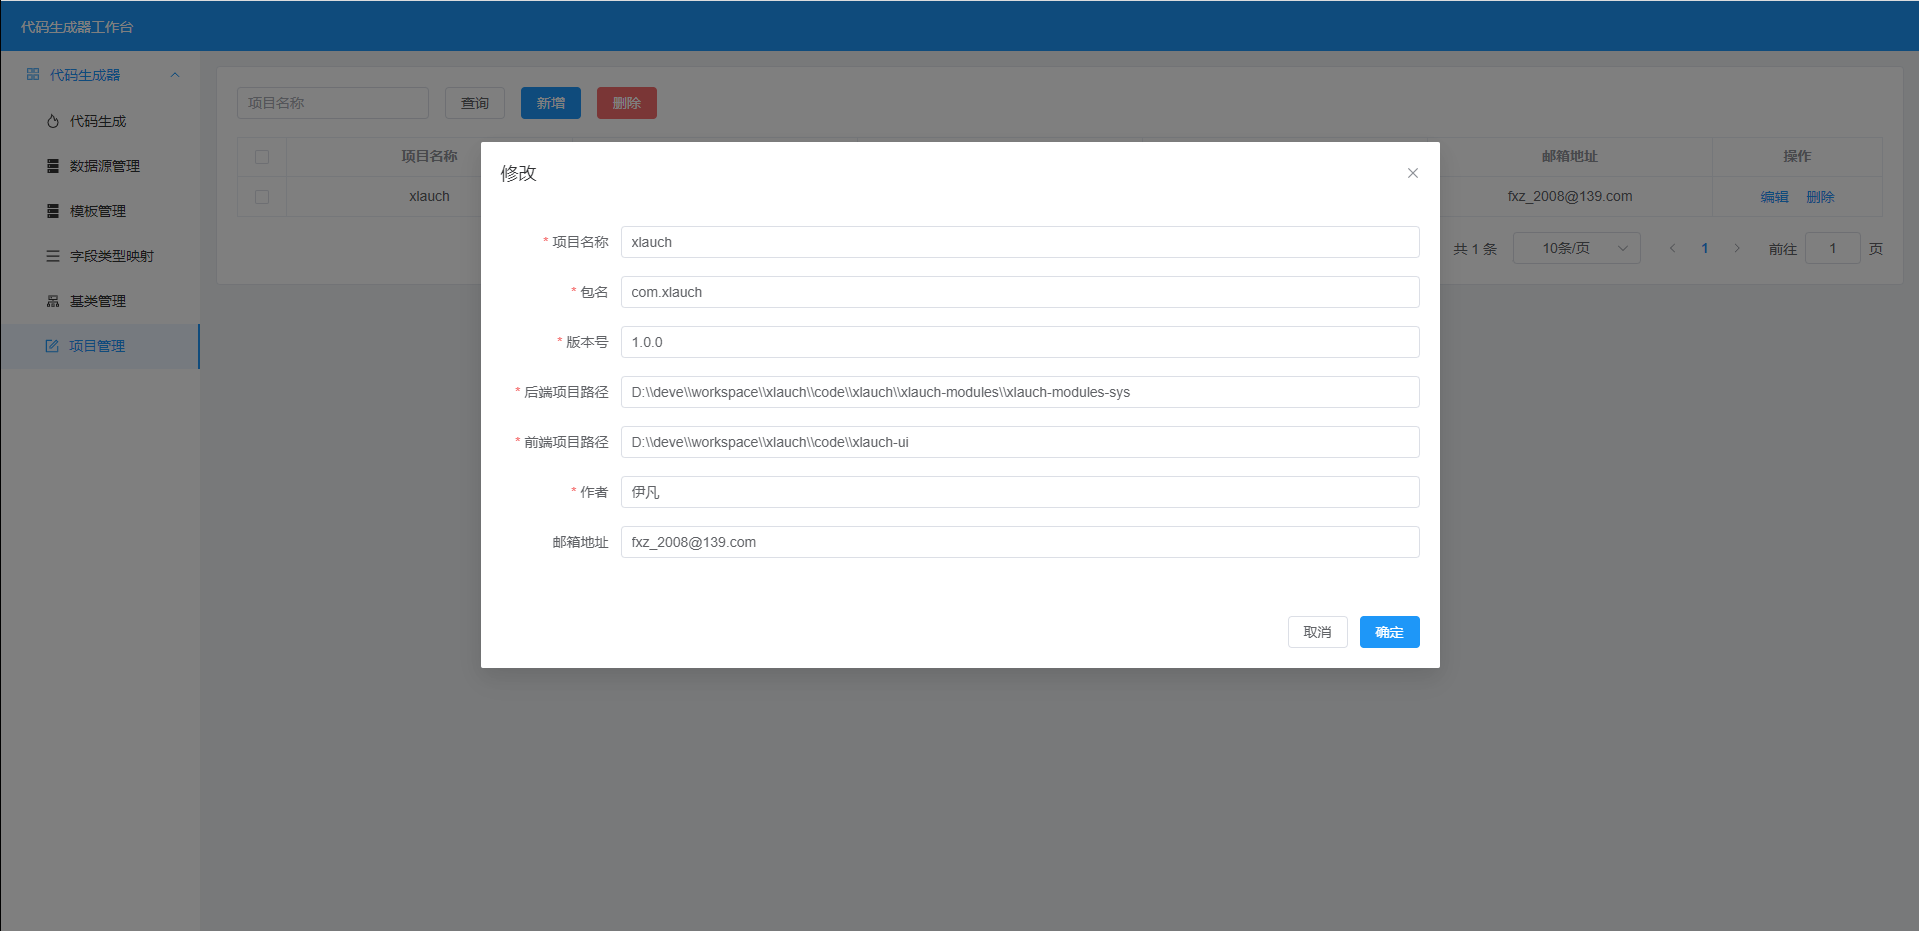 代码生成器工作台
代码生成器
代码生成
数据源管理
模板管理
字段类型映射
基类管理
项目管理
项目名称 查询 新增 删除
项目名称 邮箱地址 操作
xlauch fxz_2008@139.com 编辑 删除
共 1 条 10条/页 1 前往 1 页
修改
* 项目名称 xlauch
* 包名 com.xlauch
* 版本号 1.0.0
* 后端项目路径 D:\\deve\\workspace\\xlauch\\code\\xlauch\\xlauch-modules\\xlauch-modules-sys
* 前端项目路径 D:\\deve\\workspace\\xlauch\\code\\xlauch-ui
* 作者 伊凡
邮箱地址 fxz_2008@139.com
取消 确定